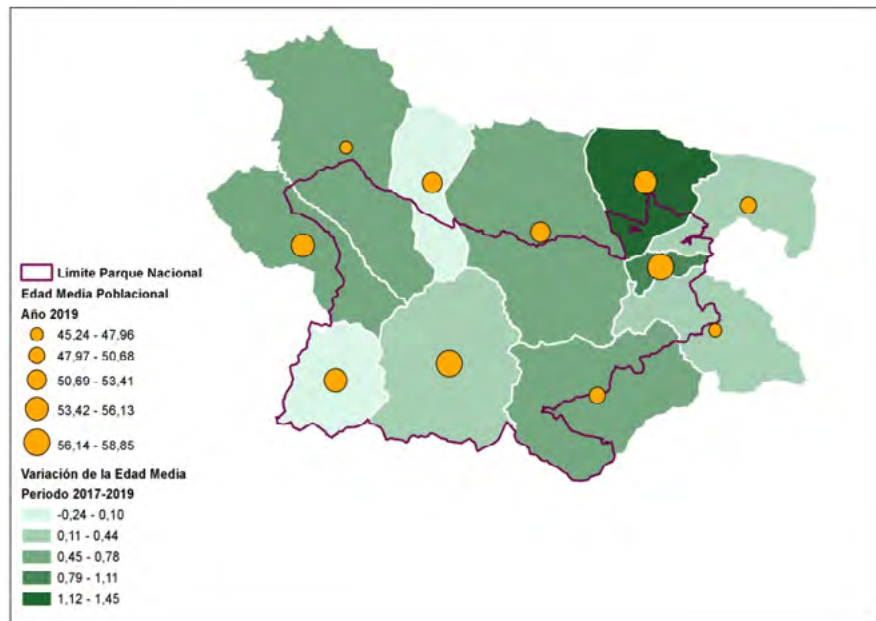 Límite Parque Nacional
Edad Media Poblacional
Año 2019
45,24 - 47,96
47,97 - 50,68
50,69 - 53,41
53,42 - 56,13
56,14 - 58,85
Variación de la Edad Media
Periodo 2017-2019
-0,24 - 0,10
0,11 - 0,44
0,45 - 0,78
0,79 - 1,11
1,12 - 1,45